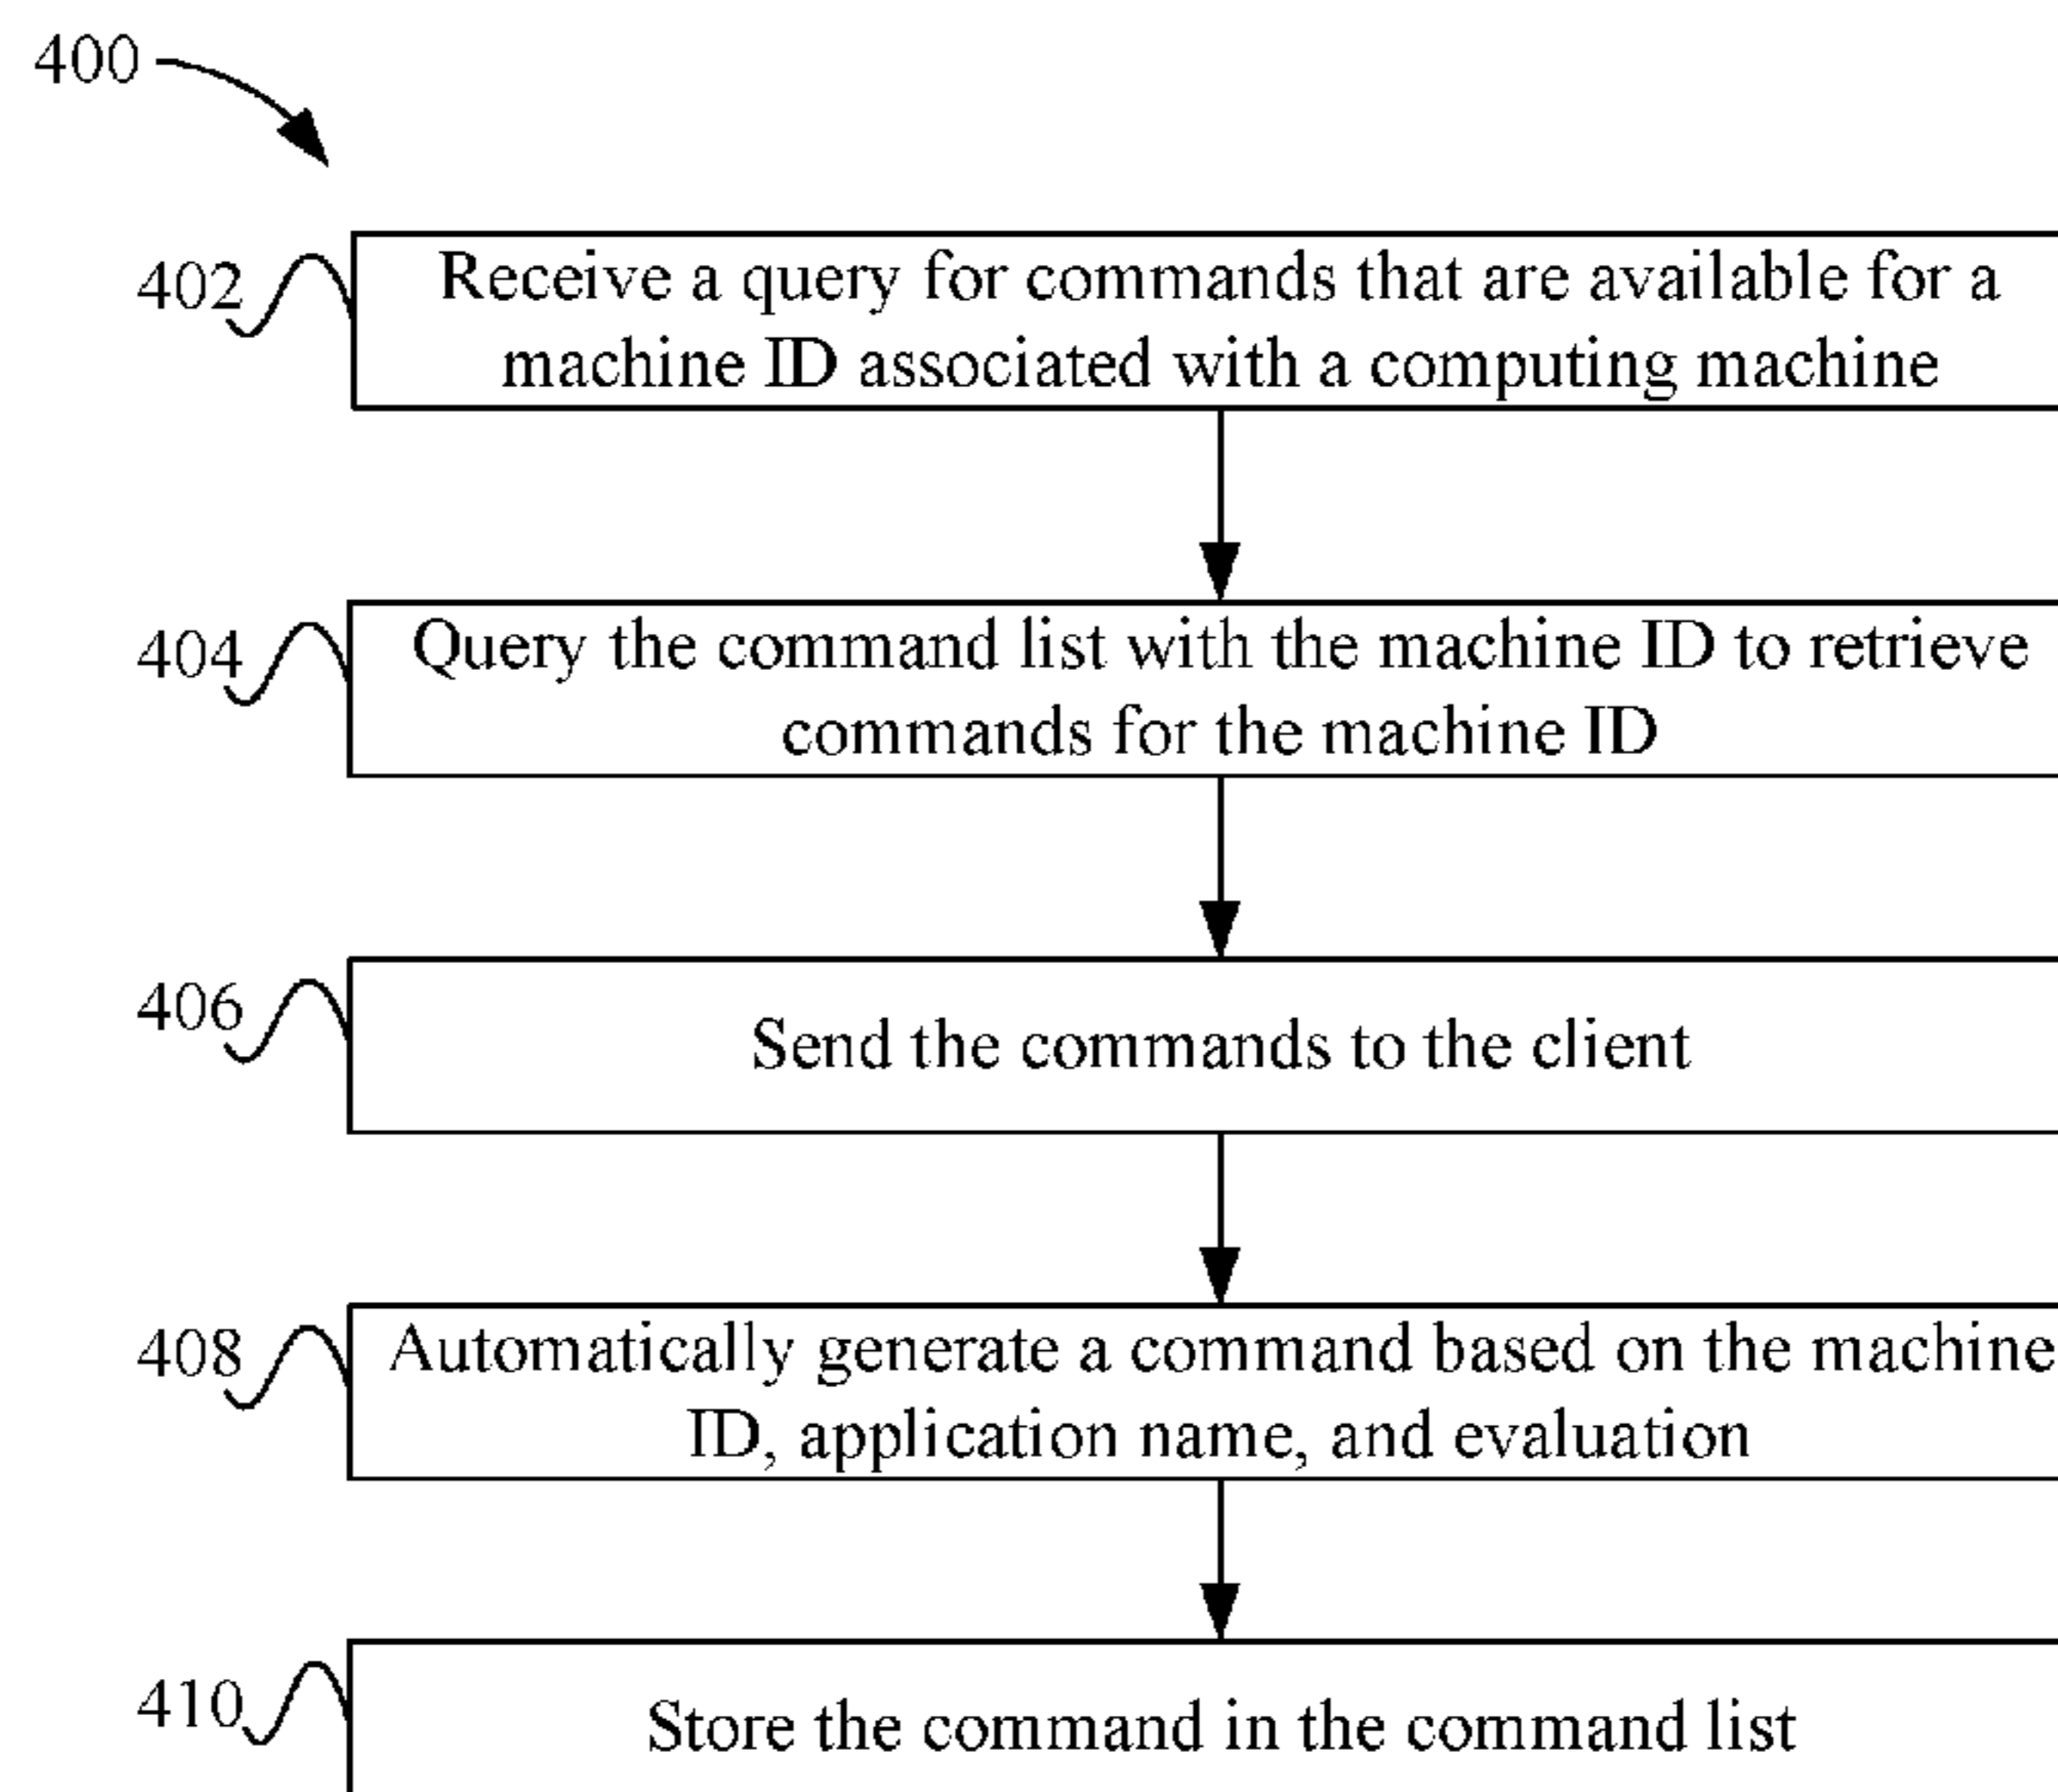 400
402
Receive a query for commands that are available for a
machine ID associated with a computing machine
404
Query the command list with the machine ID to retrieve
commands for the machine ID
406
Send the commands to the client
408
Automatically generate a command based on the machine
ID, application name, and evaluation
410
Store the command in the command list